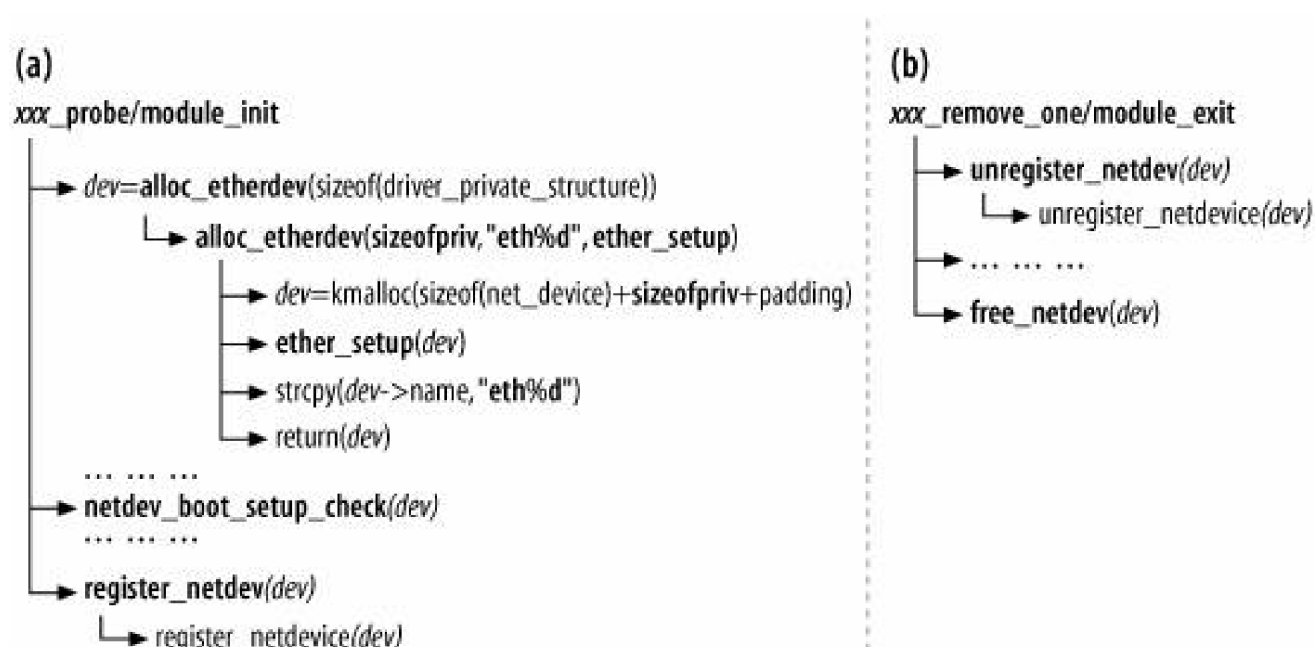 (a)
xxx_probe/module_init
dev=alloc_etherdev(sizeof(driver_private_structure))
alloc_etherdev(sizeofpriv, "eth%d", ether_setup)
dev=kmalloc(sizeof(net_device)+sizeofpriv+padding)
ether_setup(dev)
strcpy(dev->name, "eth%d")
return(dev)
... ... ...
netdev_boot_setup_check(dev)
... ... ...
register_netdev(dev)
register_netdevice(dev)
(b)
xxx_remove_one/module_exit
unregister_netdev(dev)
unregister_netdevice(dev)
... ... ...
free_netdev(dev)